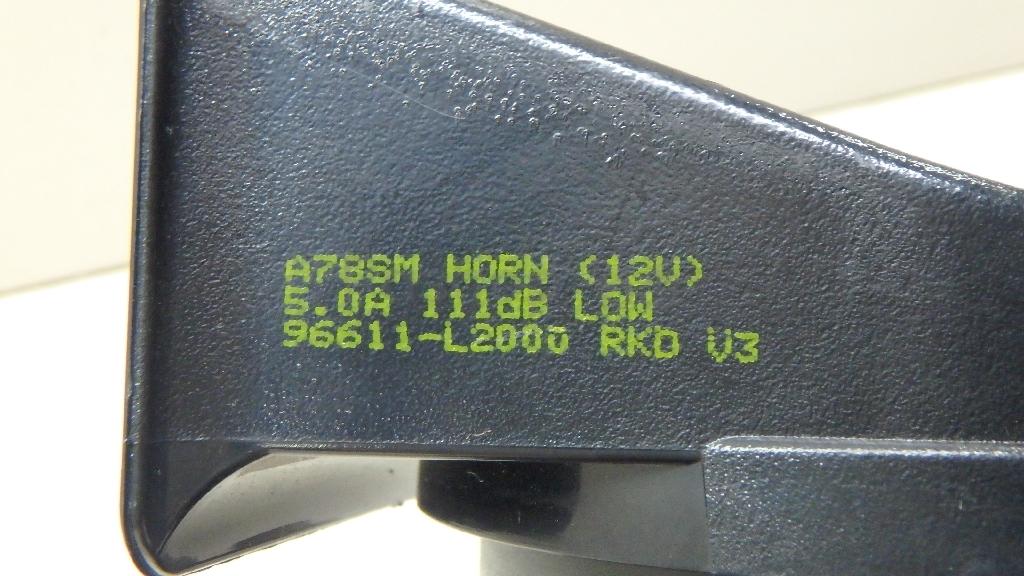 A78SM HORN (12V)
5.0A 111dB LOW
96611-L2000 RKD V3